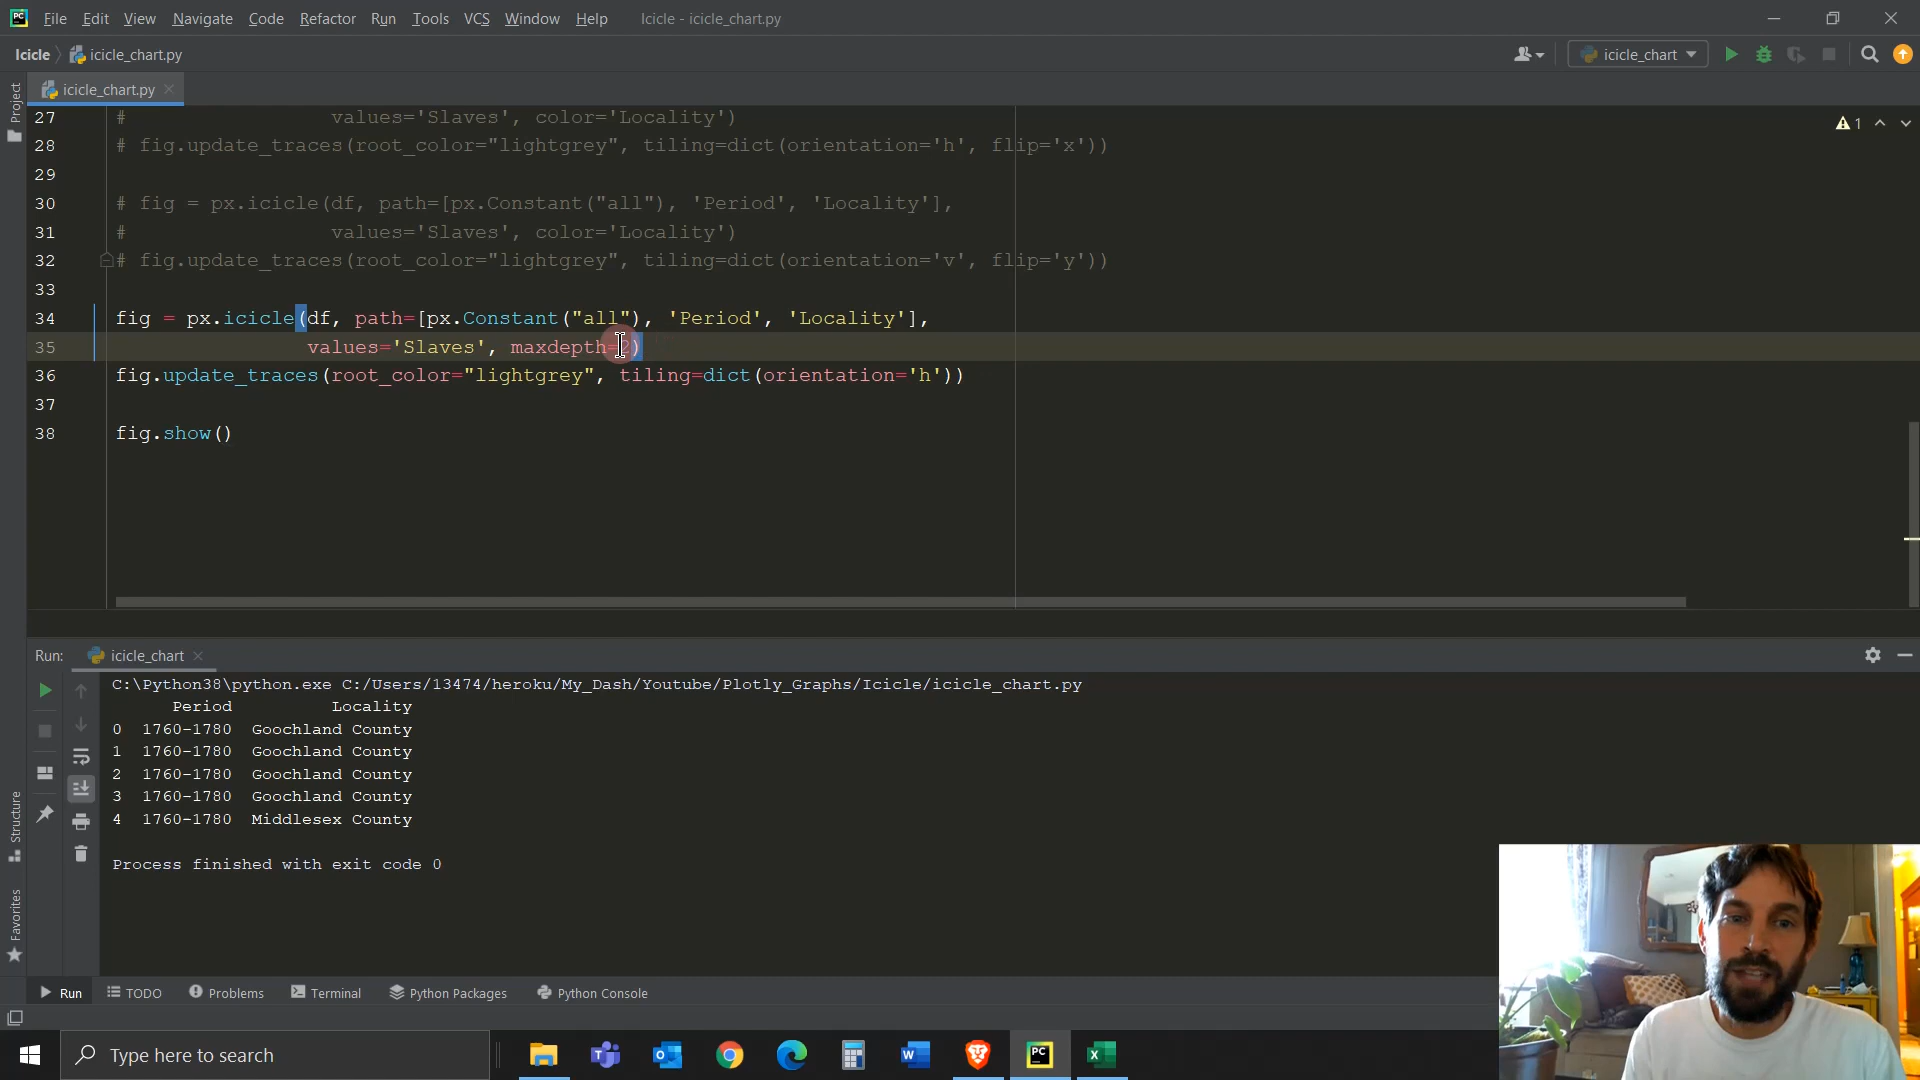 File Edit View Navigate Code Refactor Run Tools VCS Window Help Icicle - icicle_chart.py
Icicle icicle_chart.py icicle_chart
icicle_chart.py
Project
27 # values='Slaves', color='Locality')
1
28 # fig.update_traces(root_color="lightgrey", tiling=dict(orientation='h', flip='x'))
29
30 # fig = px.icicle(df, path=[px.Constant("all"), 'Period', 'Locality'],
31 # values='Slaves', color='Locality')
32 # fig.update_traces(root_color="lightgrey", tiling=dict(orientation='v', flip='y'))
33
34 fig = px.icicle(df, path=[px.Constant("all"), 'Period', 'Locality'],
35 values='Slaves', maxdepth=2)
36 fig.update_traces(root_color="lightgrey", tiling=dict(orientation='h'))
37
38 fig.show()
Run: icicle_chart
C:\Python38\python.exe C:/Users/13474/heroku/My_Dash/Youtube/Plotly_Graphs/Icicle/icicle_chart.py
Period Locality
0 1760-1780 Goochland County
1 1760-1780 Goochland County
2 1760-1780 Goochland County
3 1760-1780 Goochland County
4 1760-1780 Middlesex County
Process finished with exit code 0
Structure
Favorites
Run TODO Problems Terminal Python Packages Python Console
Type here to search
PC